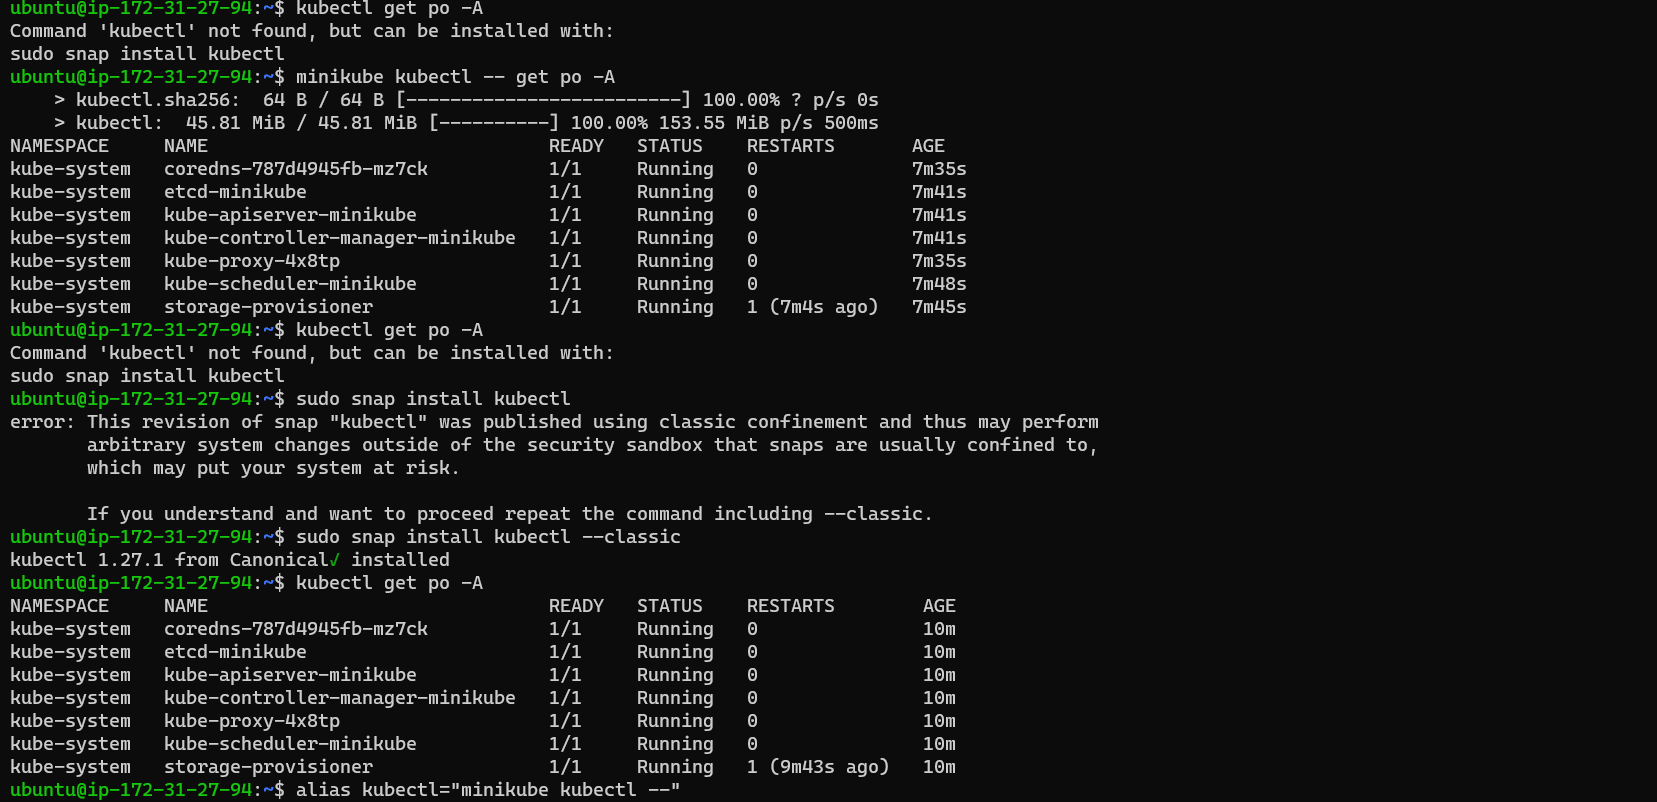 ubuntu@ip-172-31-27-94:~$ kubectl get po -A
Command 'kubectl' not found, but can be installed with:
sudo snap install kubectl
ubuntu@ip-172-31-27-94:~$ minikube kubectl -- get po -A
    > kubectl.sha256:  64 B / 64 B [-------------------------] 100.00% ? p/s 0s
    > kubectl:  45.81 MiB / 45.81 MiB [----------] 100.00% 153.55 MiB p/s 500ms
NAMESPACE     NAME                               READY   STATUS    RESTARTS       AGE
kube-system   coredns-787d4945fb-mz7ck           1/1     Running   0              7m35s
kube-system   etcd-minikube                      1/1     Running   0              7m41s
kube-system   kube-apiserver-minikube            1/1     Running   0              7m41s
kube-system   kube-controller-manager-minikube   1/1     Running   0              7m41s
kube-system   kube-proxy-4x8tp                   1/1     Running   0              7m35s
kube-system   kube-scheduler-minikube            1/1     Running   0              7m48s
kube-system   storage-provisioner                1/1     Running   1 (7m4s ago)   7m45s
ubuntu@ip-172-31-27-94:~$ kubectl get po -A
Command 'kubectl' not found, but can be installed with:
sudo snap install kubectl
ubuntu@ip-172-31-27-94:~$ sudo snap install kubectl
error: This revision of snap "kubectl" was published using classic confinement and thus may perform
       arbitrary system changes outside of the security sandbox that snaps are usually confined to,
       which may put your system at risk.

       If you understand and want to proceed repeat the command including --classic.
ubuntu@ip-172-31-27-94:~$ sudo snap install kubectl --classic
kubectl 1.27.1 from Canonical✓ installed
ubuntu@ip-172-31-27-94:~$ kubectl get po -A
NAMESPACE     NAME                               READY   STATUS    RESTARTS        AGE
kube-system   coredns-787d4945fb-mz7ck           1/1     Running   0               10m
kube-system   etcd-minikube                      1/1     Running   0               10m
kube-system   kube-apiserver-minikube            1/1     Running   0               10m
kube-system   kube-controller-manager-minikube   1/1     Running   0               10m
kube-system   kube-proxy-4x8tp                   1/1     Running   0               10m
kube-system   kube-scheduler-minikube            1/1     Running   0               10m
kube-system   storage-provisioner                1/1     Running   1 (9m43s ago)   10m
ubuntu@ip-172-31-27-94:~$ alias kubectl="minikube kubectl --"